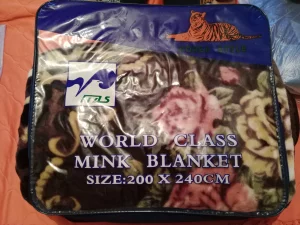 WORLD CLASS
MINK BLANKET
SIZE:200 X 240CM